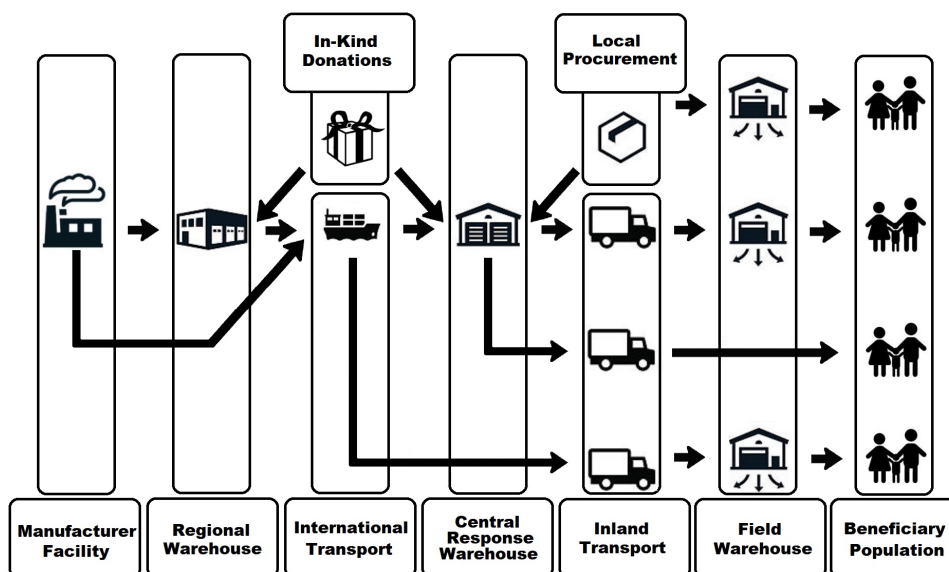 In-Kind
Donations
Local
Procurement
Manufacturer
Facility
Regional
Warehouse
International
Transport
Central
Response
Warehouse
Inland
Transport
Field
Warehouse
Beneficiary
Population